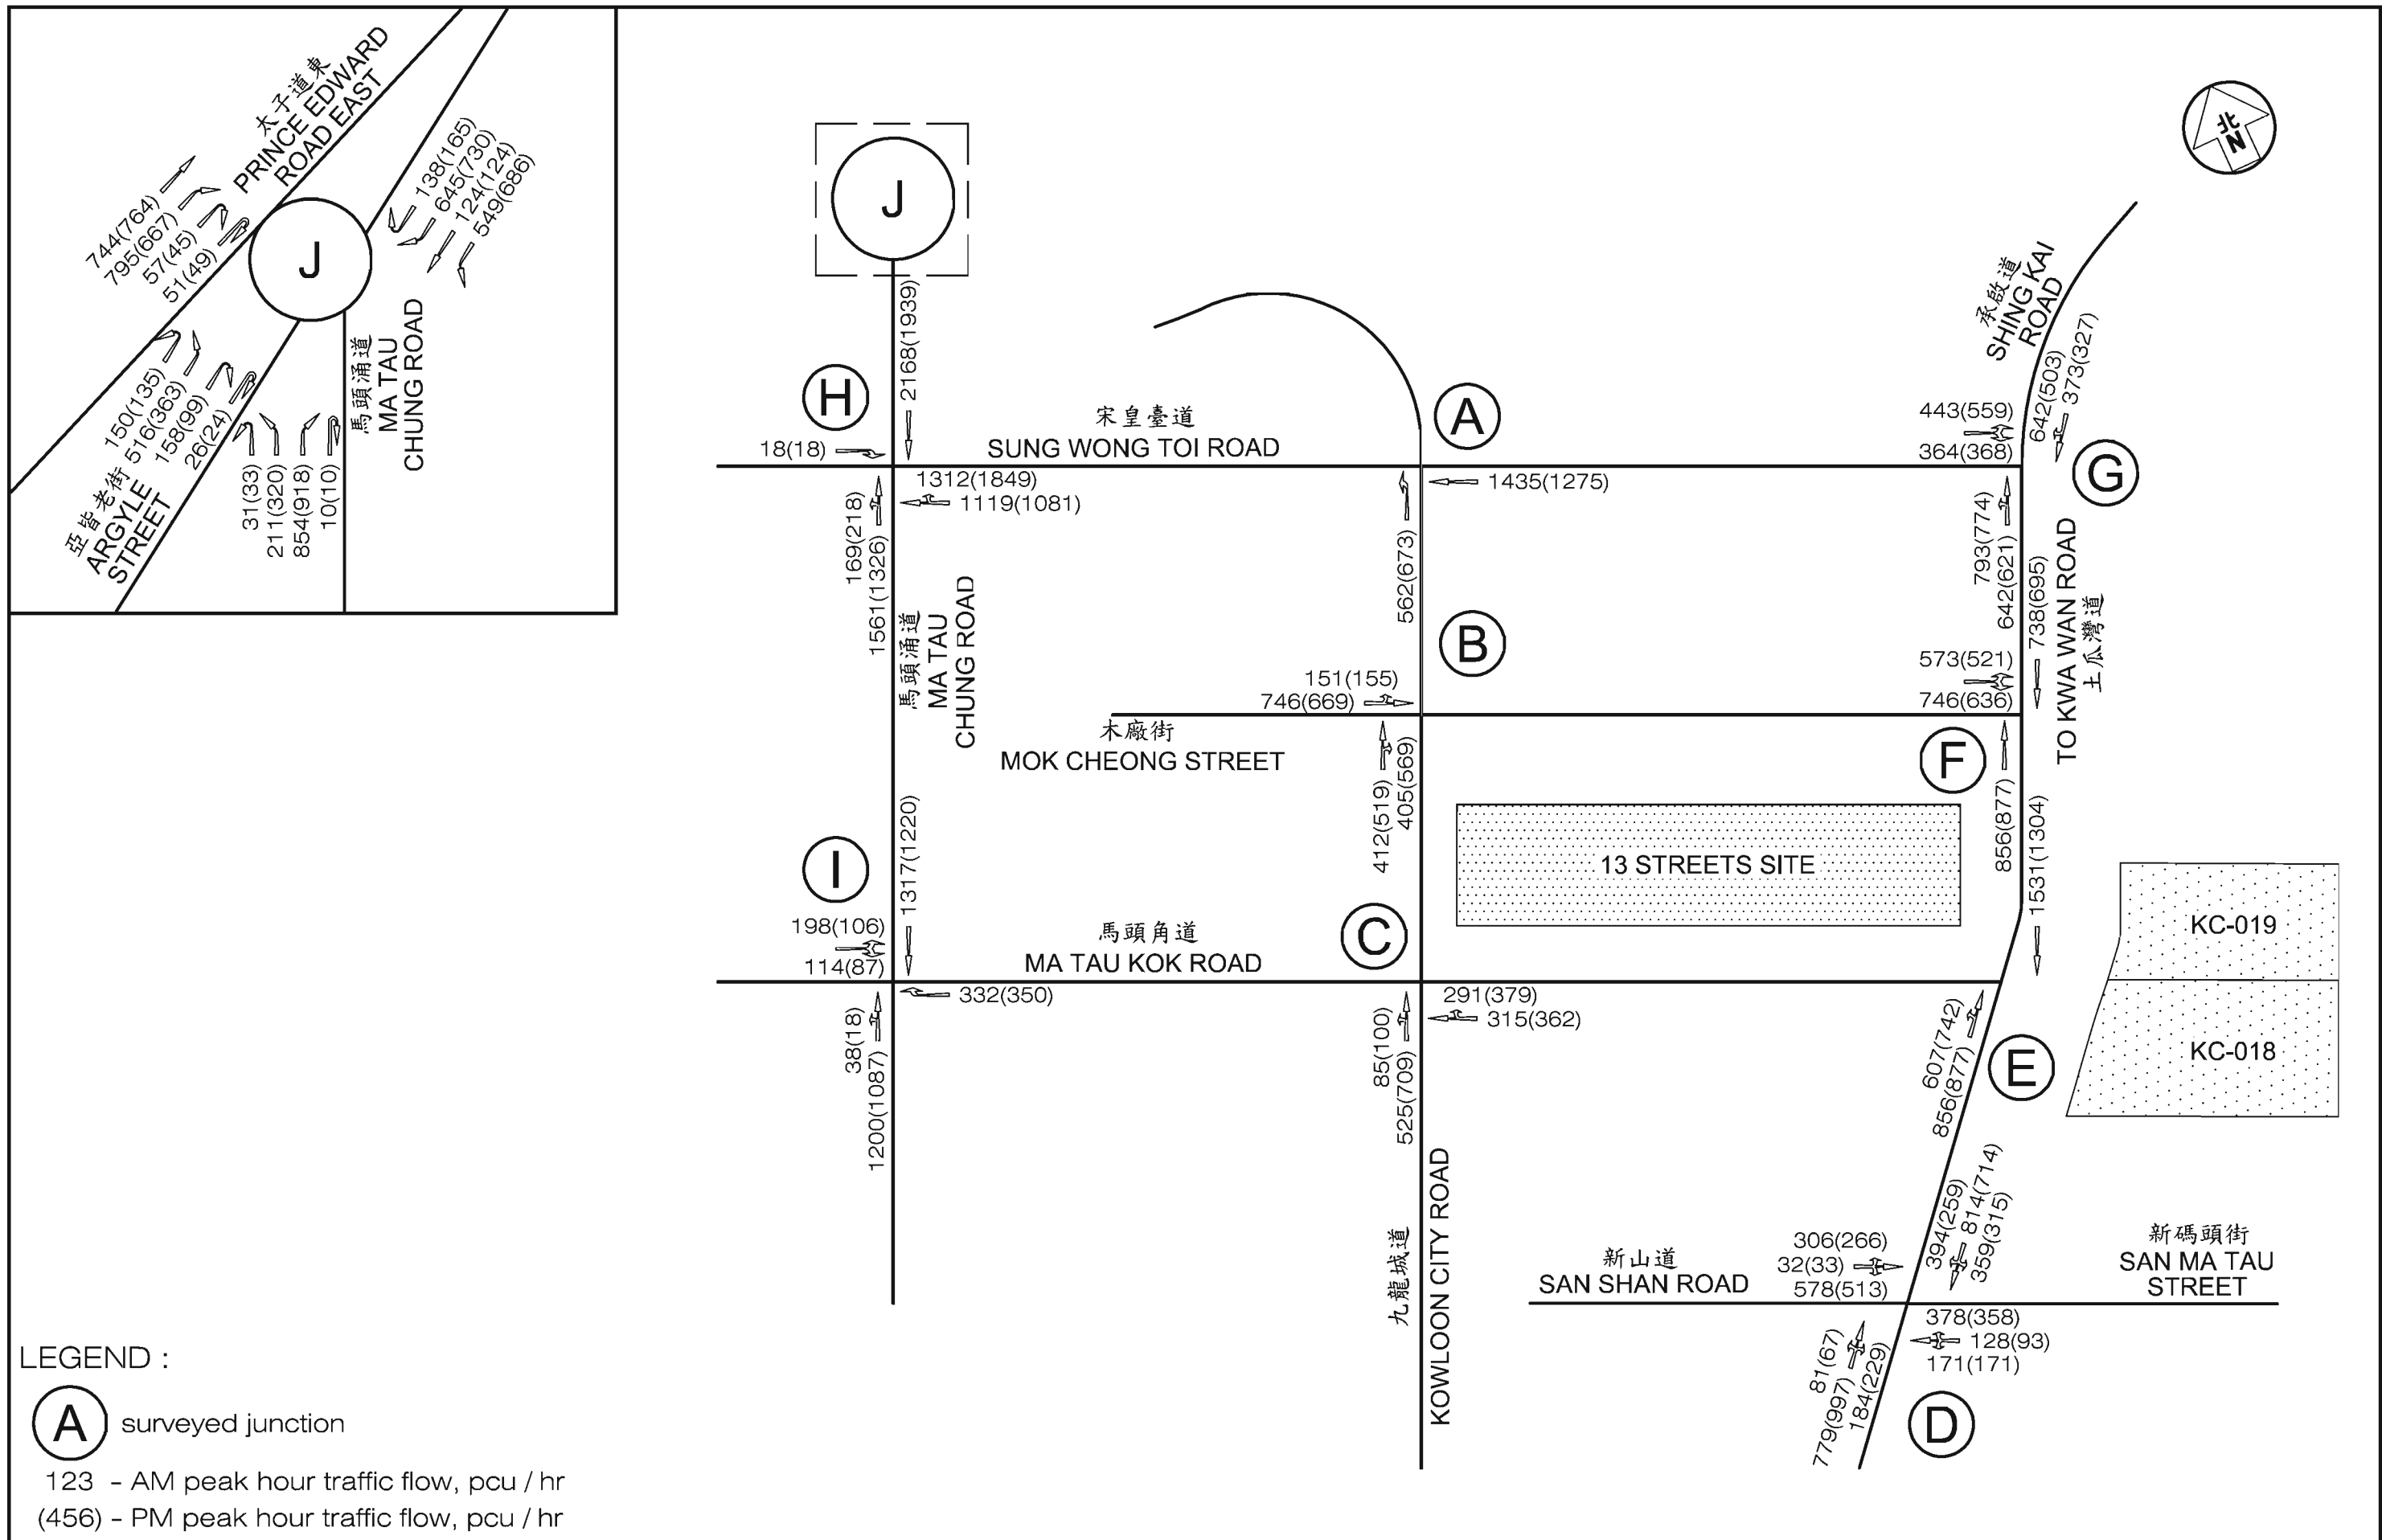 太子道東
PRINCE EDWARD
ROAD EAST
744(764)
795(667)
57(45)
51(49)
138(165)
645(730)
124(124)
549(686)
J
150(135)
516(363)
158(99)
26(24)
亞皆老街
ARGYLE
STREET
31(33)
211(320)
854(918)
10(10)
馬頭涌道
MA TAU
CHUNG ROAD
北
N
J
2168(1939)
H
18(18)
宋皇臺道
SUNG WONG TOI ROAD
1312(1849)
1119(1081)
169(218)
1561(1326)
A
1435(1275)
562(673)
承啟道
SHING KAI
ROAD
642(503)
373(327)
443(559)
364(368)
G
793(774)
642(621)
738(695)
TO KWA WAN ROAD
土瓜灣道
馬頭涌道
MA TAU
CHUNG ROAD
B
151(155)
746(669)
木廠街
MOK CHEONG STREET
412(519)
405(569)
573(521)
746(636)
F
856(877)
1531(1304)
13 STREETS SITE
KC-019
KC-018
I
1317(1220)
198(106)
114(87)
馬頭角道
MA TAU KOK ROAD
332(350)
38(18)
1200(1087)
C
291(379)
315(362)
85(100)
525(709)
607(742)
856(877)
E
九龍城道
KOWLOON CITY ROAD
394(259)
814(714)
359(315)
新山道
SAN SHAN ROAD
306(266)
32(33)
578(513)
新碼頭街
SAN MA TAU
STREET
378(358)
128(93)
171(171)
81(67)
779(997)
184(229)
D
LEGEND :
A surveyed junction
123 - AM peak hour traffic flow, pcu / hr
(456) - PM peak hour traffic flow, pcu / hr